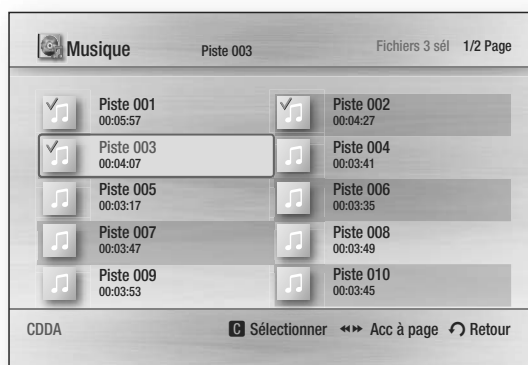 Musique Piste 003 Fichiers 3 sél 1/2 Page
Piste 001 Piste 002
00:05:57 00:04:27
Piste 003 Piste 004
00:04:07 00:03:41
Piste 005 Piste 006
00:03:17 00:03:35
Piste 007 Piste 008
00:03:47 00:03:49
Piste 009 Piste 010
00:03:53 00:03:45
CDDA C Sélectionner Acc à page Retour